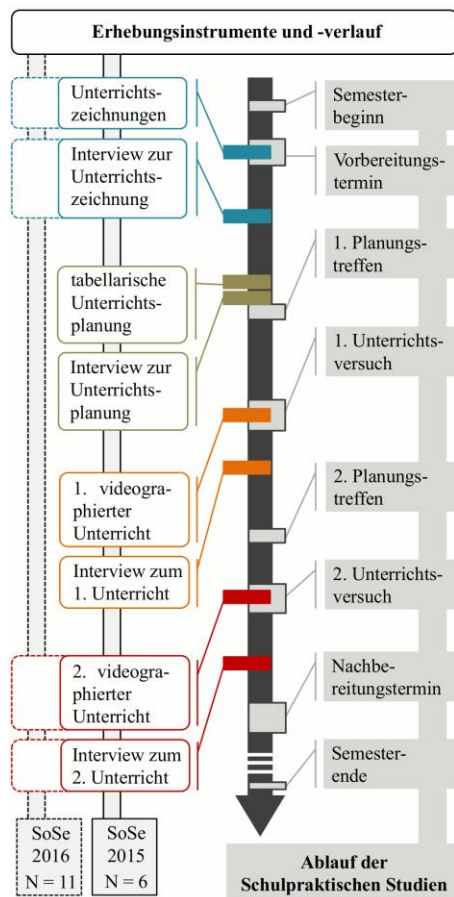 Erhebungsinstrumente und -verlauf
Unterrichts-
zeichnungen
Interview zur
Unterrichts-
zeichnung
tabellarische
Unterrichts-
planung
Interview zur
Unterrichts-
planung
1. videogra-
phierter
Unterricht
Interview zum
1. Unterricht
2. videogra-
phierter
Unterricht
Interview zum
2. Unterricht
SoSe
2016
N = 11
SoSe
2015
N = 6
Semester-
beginn
Vorbereitungs-
termin
1. Planungs-
treffen
1. Unterrichts-
versuch
2. Planungs-
treffen
2. Unterrichts-
versuch
Nachbe-
reitungstermin
Semester-
ende
Ablauf der
Schulpraktischen Studien